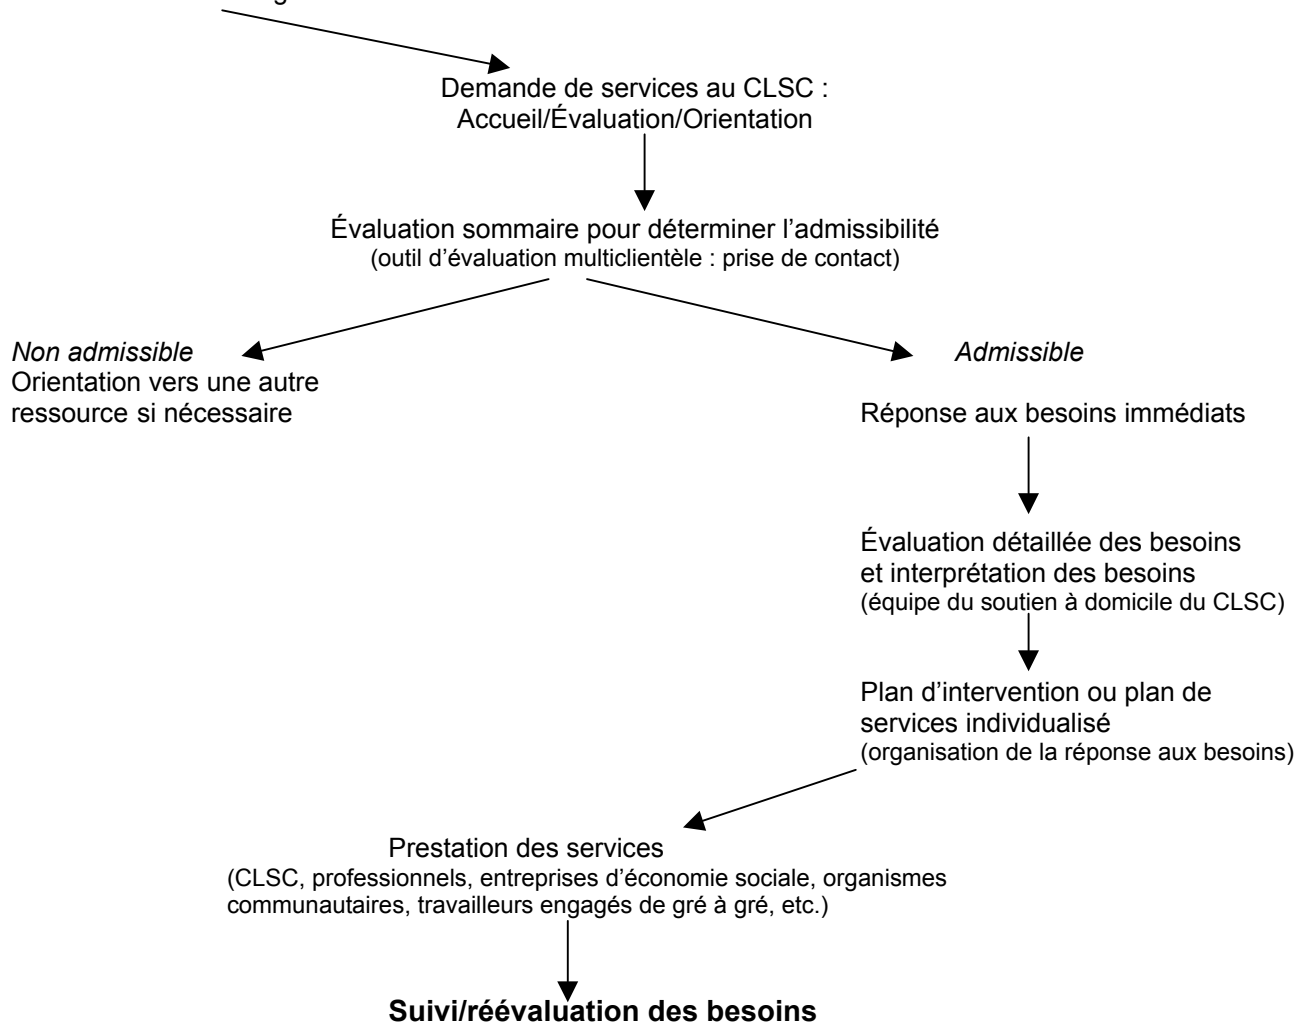 Demande de services au CLSC :
Accueil/Évaluation/Orientation
Évaluation sommaire pour déterminer l’admissibilité
(outil d’évaluation multiclientèle : prise de contact)
Non admissible
Orientation vers une autre
ressource si nécessaire
Admissible
Réponse aux besoins immédiats
Évaluation détaillée des besoins
et interprétation des besoins
(équipe du soutien à domicile du CLSC)
Plan d’intervention ou plan de
services individualisé
(organisation de la réponse aux besoins)
Prestation des services
(CLSC, professionnels, entreprises d’économie sociale, organismes
communautaires, travailleurs engagés de gré à gré, etc.)
Suivi/réévaluation des besoins